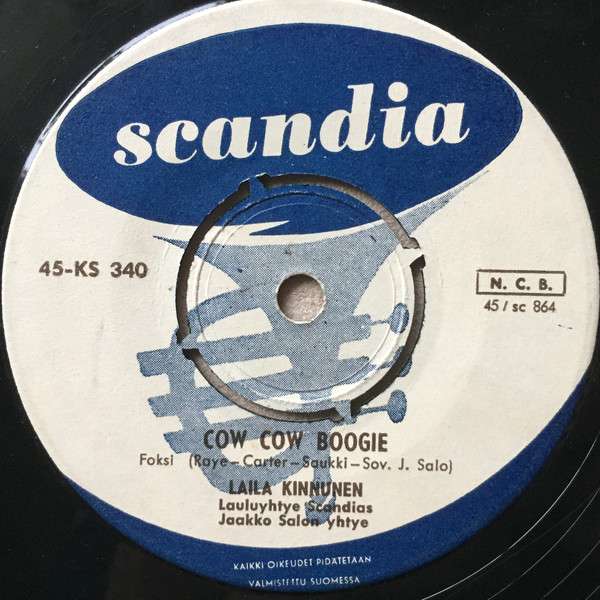 scandia
45-KS 340
N. C. B.
45 / sc 864
COW COW BOOGIE
Foksi (Raye–Carter–Saukki–Sov. J. Salo)
LAILA KINNUNEN
Lauluyhtye Scandias
Jaakko Salon yhtye
KAIKKI OIKEUDET PIDÄTETÄÄN
VALMISTETTU SUOMESSA